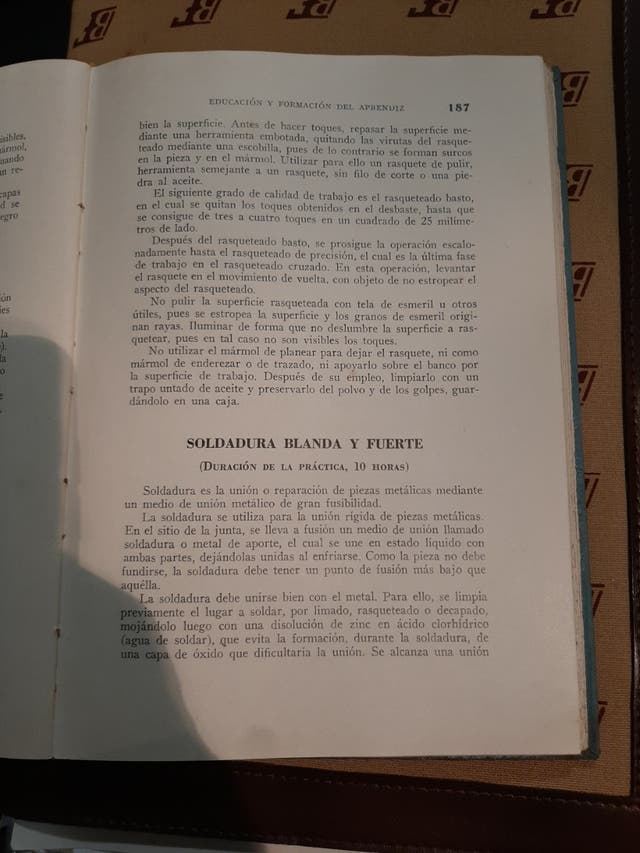 EDUCACIÓN Y FORMACIÓN DEL APRENDIZ 187
bien la superficie. Antes de hacer toques, repasar la superficie me-
diante una herramienta embotada, quitando las virutas del rasque-
teado mediante una escobilla, pues de lo contrario se forman surcos
en la pieza y en el mármol. Utilizar para ello un rasquete de pulir,
herramienta semejante a un rasquete, sin filo de corte o una pie-
dra al aceite.
El siguiente grado de calidad de trabajo es el rasqueteado basto,
en el cual se quitan los toques obtenidos en el desbaste, hasta que
se consigue de tres a cuatro toques en un cuadrado de 25 milíme-
tros de lado.
Después del rasqueteado basto, se prosigue la operación escalo-
nadamente hasta el rasqueteado de precisión, el cual es la última fase
de trabajo en el rasqueteado cruzado. En esta operación, levantar
el rasquete en el movimiento de vuelta, con objeto de no estropear el
aspecto del rasqueteado.
No pulir la superficie rasqueteada con tela de esmeril u otros
útiles, pues se estropea la superficie y los granos de esmeril origi-
nan rayas. Iluminar de forma que no deslumbre la superficie a ras-
quetear, pues en tal caso no son visibles los toques.
No utilizar el mármol de planear para dejar el rasquete, ni como
mármol de enderezar o de trazado, ni apoyarlo sobre el banco por
la superficie de trabajo. Después de su empleo, limpiarlo con un
trapo untado de aceite y preservarlo del polvo y de los golpes, guar-
dándolo en una caja.
SOLDADURA BLANDA Y FUERTE
(DURACIÓN DE LA PRÁCTICA, 10 HORAS)
Soldadura es la unión o reparación de piezas metálicas mediante
un medio de unión metálico de gran fusibilidad.
La soldadura se utiliza para la unión rígida de piezas metálicas.
En el sitio de la junta, se lleva a fusión un medio de unión llamado
soldadura o metal de aporte, el cual se une en estado líquido con
ambas partes, dejándolas unidas al enfriarse. Como la pieza no debe
fundirse, la soldadura debe tener un punto de fusión más bajo que
aquélla.
La soldadura debe unirse bien con el metal. Para ello, se limpia
previamente el lugar a soldar, por limado, rasqueteado o decapado,
mojándolo luego con una disolución de zinc en ácido clorhídrico
(agua de soldar), que evita la formación, durante la soldadura, de
una capa de óxido que dificultaría la unión. Se alcanza una unión